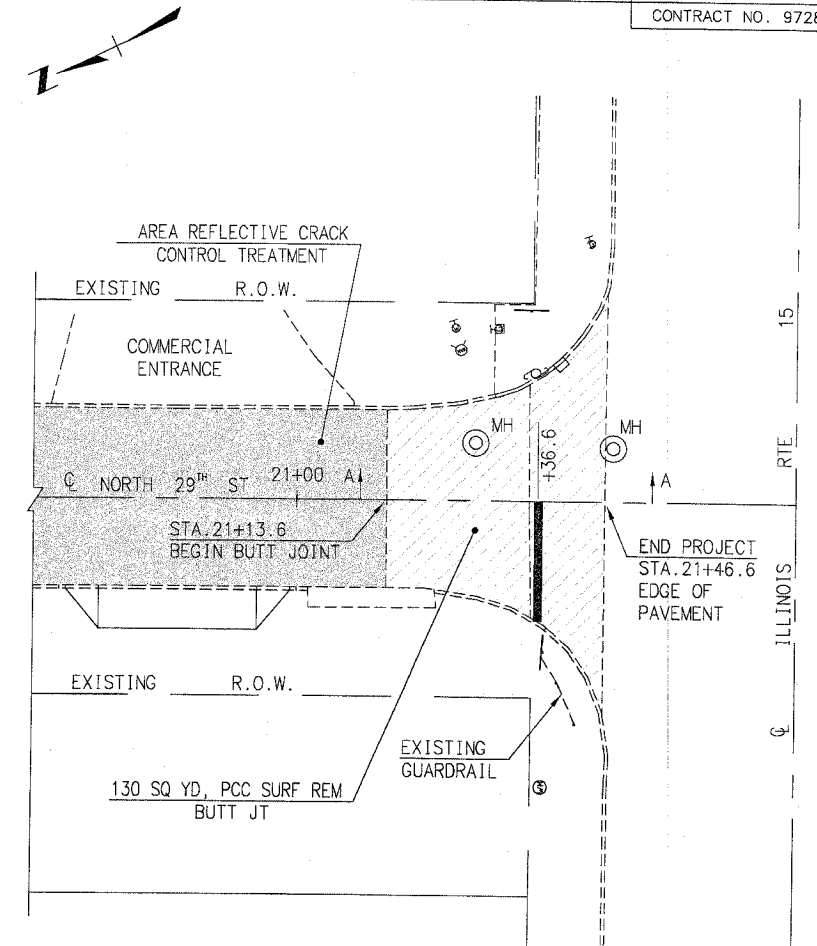 CONTRACT NO. 9728
N
AREA REFLECTIVE CRACK
CONTROL TREATMENT
EXISTING R.O.W.
COMMERCIAL
ENTRANCE
15
RTE
MH
MH
+36.6
℄ NORTH 29TH ST 21+00 A
A
STA.21+13.6
BEGIN BUTT JOINT
END PROJECT
STA.21+46.6
EDGE OF
PAVEMENT
ILLINOIS
℄
EXISTING R.O.W.
EXISTING
GUARDRAIL
130 SQ YD, PCC SURF REM
BUTT JT